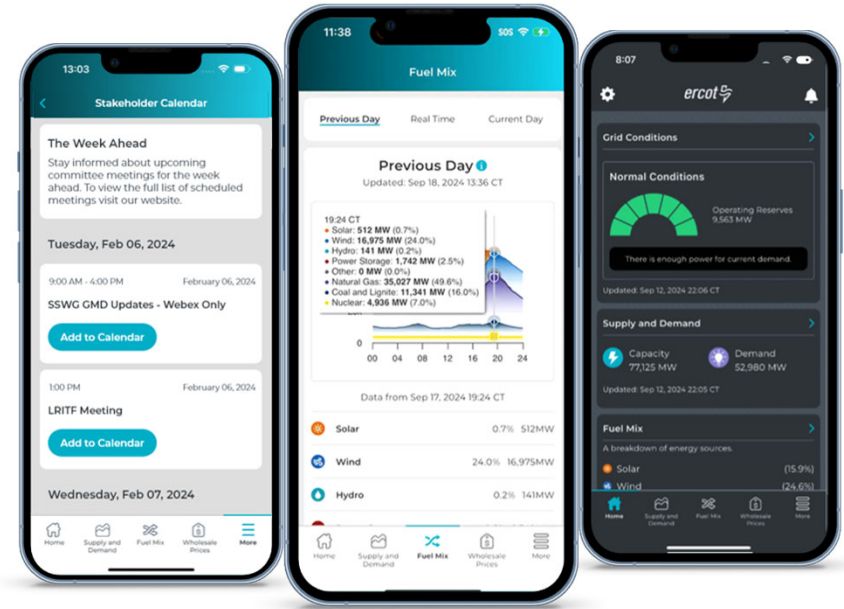 13:03
Stakeholder Calendar
The Week Ahead
Stay informed about upcoming
committee meetings for the week
ahead. To view the full list of scheduled
meetings visit our website.
Tuesday, Feb 06, 2024
9:00 AM - 4:00 PM February 06, 2024
SSWG GMD Updates - Webex Only
Add to Calendar
1:00 PM February 06, 2024
LRITF Meeting
Add to Calendar
Wednesday, Feb 07, 2024
Home
Supply and
Demand
Fuel Mix
Wholesale
Prices
More
11:38 SOS
Fuel Mix
Previous Day Real Time Current Day
Previous Day
Updated: Sep 18, 2024 13:36 CT
19:24 CT
Solar: 512 MW (0.7%)
Wind: 16,975 MW (24.0%)
Hydro: 141 MW (0.2%)
Power Storage: 1,742 MW (2.5%)
Other: 0 MW (0.0%)
Natural Gas: 35,027 MW (49.6%)
Coal and Lignite: 11,341 MW (16.0%)
Nuclear: 4,936 MW (7.0%)
0
00 04 08 12 16 20 24
Data from Sep 17, 2024 19:24 CT
Solar 0.7% 512MW
Wind 24.0% 16,975MW
Hydro 0.2% 141MW
Home
Supply and
Demand
Fuel Mix
Wholesale
Prices
More
8:07
ercot
Grid Conditions
Normal Conditions
Operating Reserves
9,563 MW
There is enough power for current demand.
Updated: Sep 12, 2024 22:06 CT
Supply and Demand
Capacity
77,125 MW
Demand
52,980 MW
Updated: Sep 12, 2024 22:05 CT
Fuel Mix
A breakdown of energy sources.
Solar (15.9%)
Wind (24.6%)
Home
Supply and
Demand
Fuel Mix
Wholesale
Prices
More